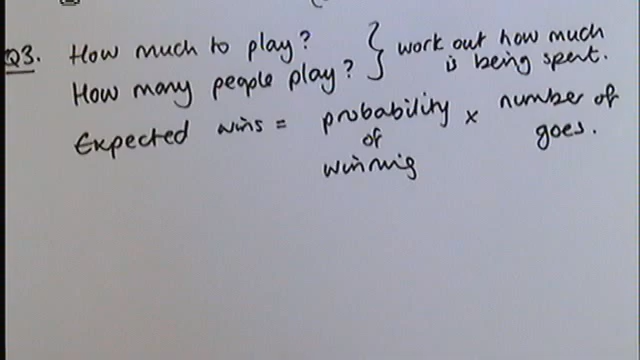 Q3. How much to play? } work out how much
How many people play? is being spent.
Expected wins = probability × number of
of goes.
winning